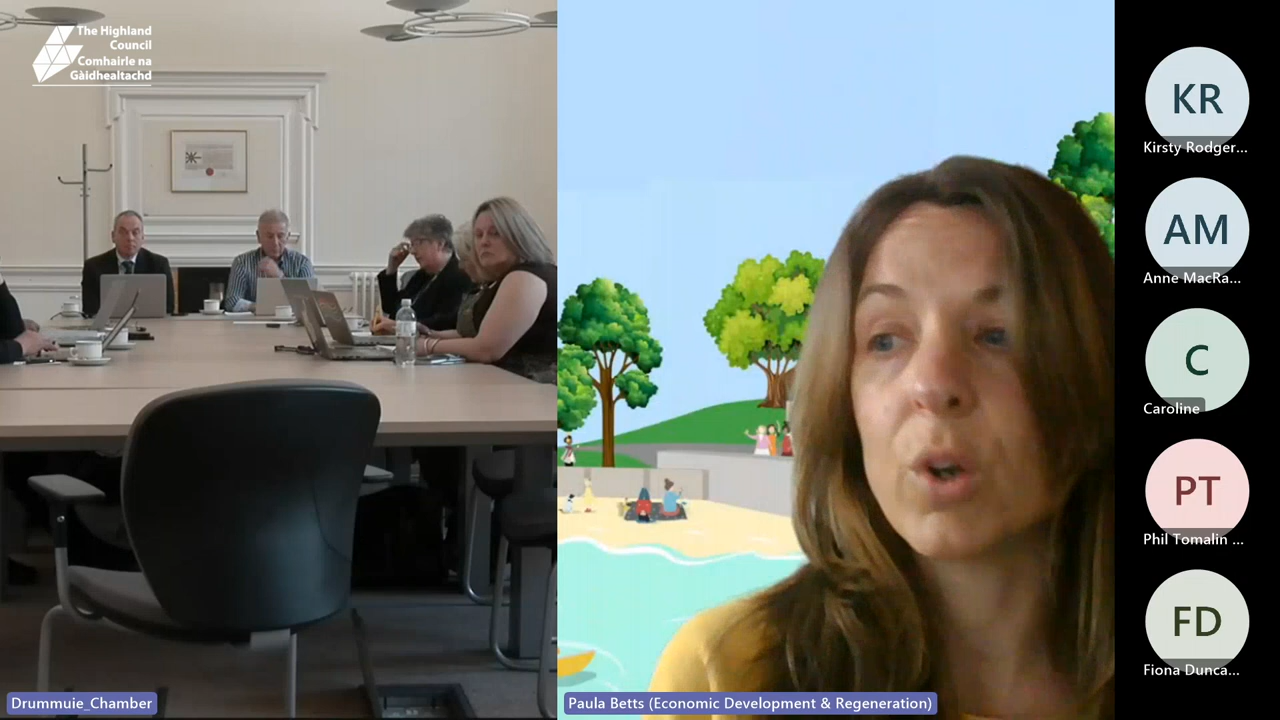 The Highland
Council
Comhairle na
Gàidhealtachd
KR
Kirsty Rodger...
AM
Anne MacRa...
C
Caroline
PT
Phil Tomalin ...
FD
Fiona Dunca...
Drummuie_Chamber
Paula Betts (Economic Development & Regeneration)